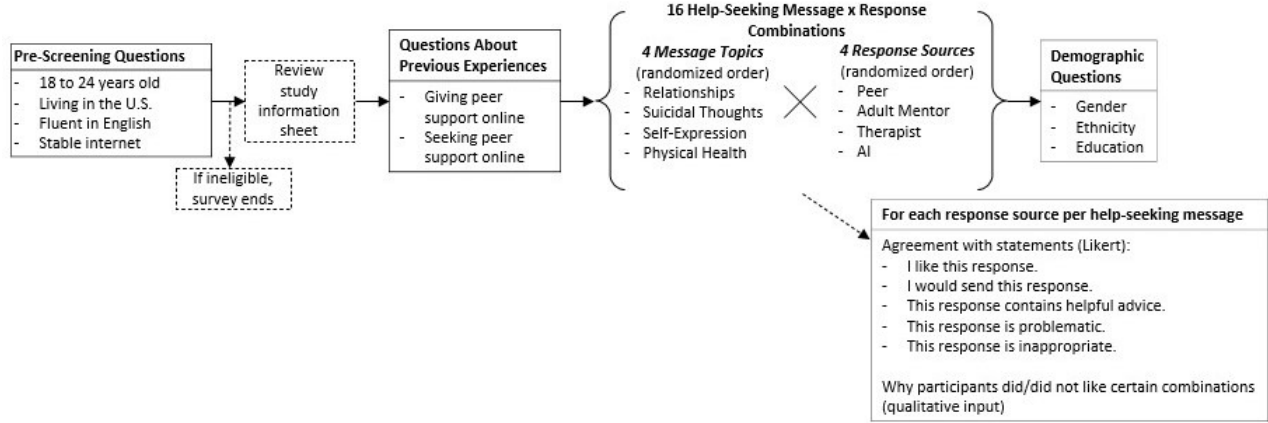 Pre-Screening Questions
- 18 to 24 years old
- Living in the U.S.
- Fluent in English
- Stable internet
If ineligible,
survey ends
Review
study
information
sheet
Questions About
Previous Experiences
- Giving peer
support online
- Seeking peer
support online
16 Help-Seeking Message x Response
Combinations
4 Message Topics
(randomized order)
- Relationships
- Suicidal Thoughts
- Self-Expression
- Physical Health
4 Response Sources
(randomized order)
- Peer
- Adult Mentor
- Therapist
- AI
Demographic
Questions
- Gender
- Ethnicity
- Education
For each response source per help-seeking message
Agreement with statements (Likert):
- I like this response.
- I would send this response.
- This response contains helpful advice.
- This response is problematic.
- This response is inappropriate.
Why participants did/did not like certain combinations
(qualitative input)